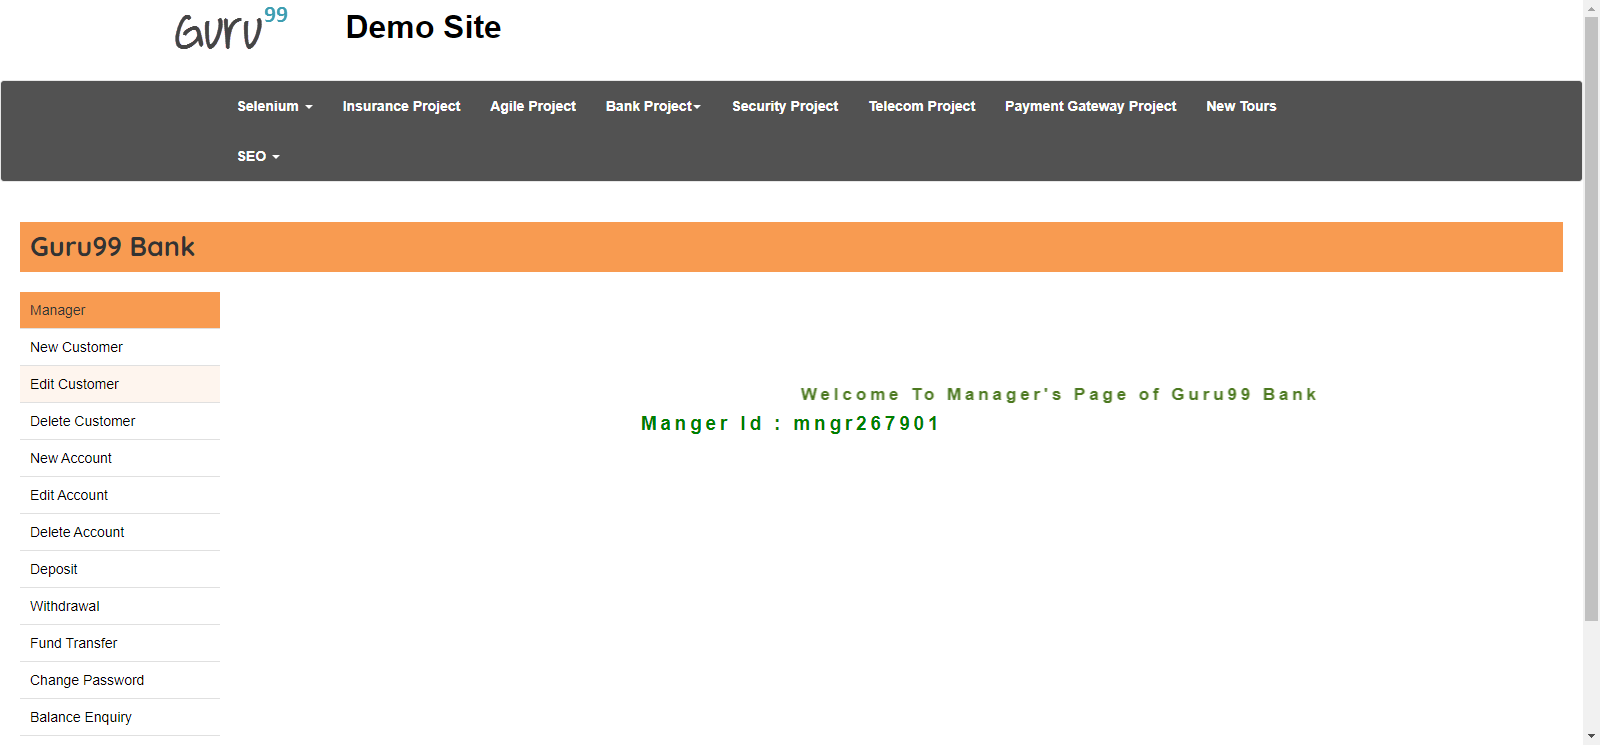 Guru99 Demo Site
Selenium Insurance Project Agile Project Bank Project Security Project Telecom Project Payment Gateway Project New Tours
SEO
Guru99 Bank
Manager
New Customer
Edit Customer
Delete Customer
New Account
Edit Account
Delete Account
Deposit
Withdrawal
Fund Transfer
Change Password
Balance Enquiry
Welcome To Manager's Page of Guru99 Bank
Manger Id : mngr267901